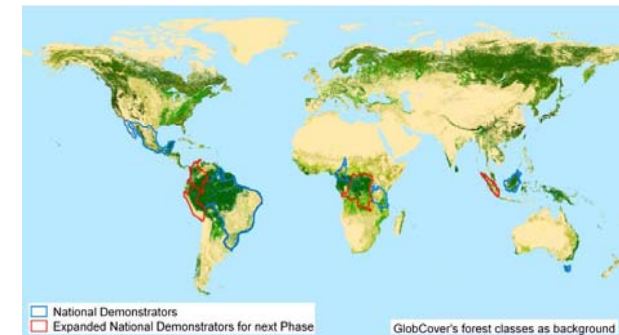 National Demonstrators
Expanded National Demonstrators for next Phase
GlobCover's forest classes as background